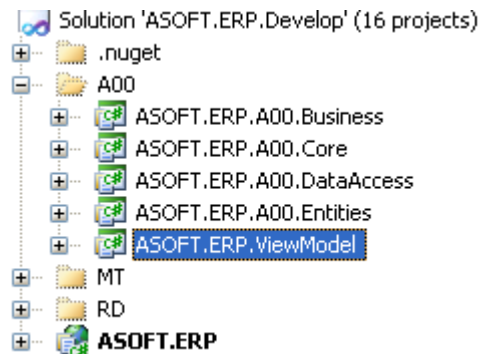 Solution 'ASOFT.ERP.Develop' (16 projects)
.nuget
A00
ASOFT.ERP.A00.Business
ASOFT.ERP.A00.Core
ASOFT.ERP.A00.DataAccess
ASOFT.ERP.A00.Entities
ASOFT.ERP.ViewModel
MT
RD
ASOFT.ERP